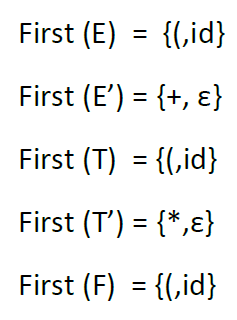 First (E) = {(,id}
First (E’) = {+, ε}
First (T) = {(,id}
First (T’) = {*,ε}
First (F) = {(,id}